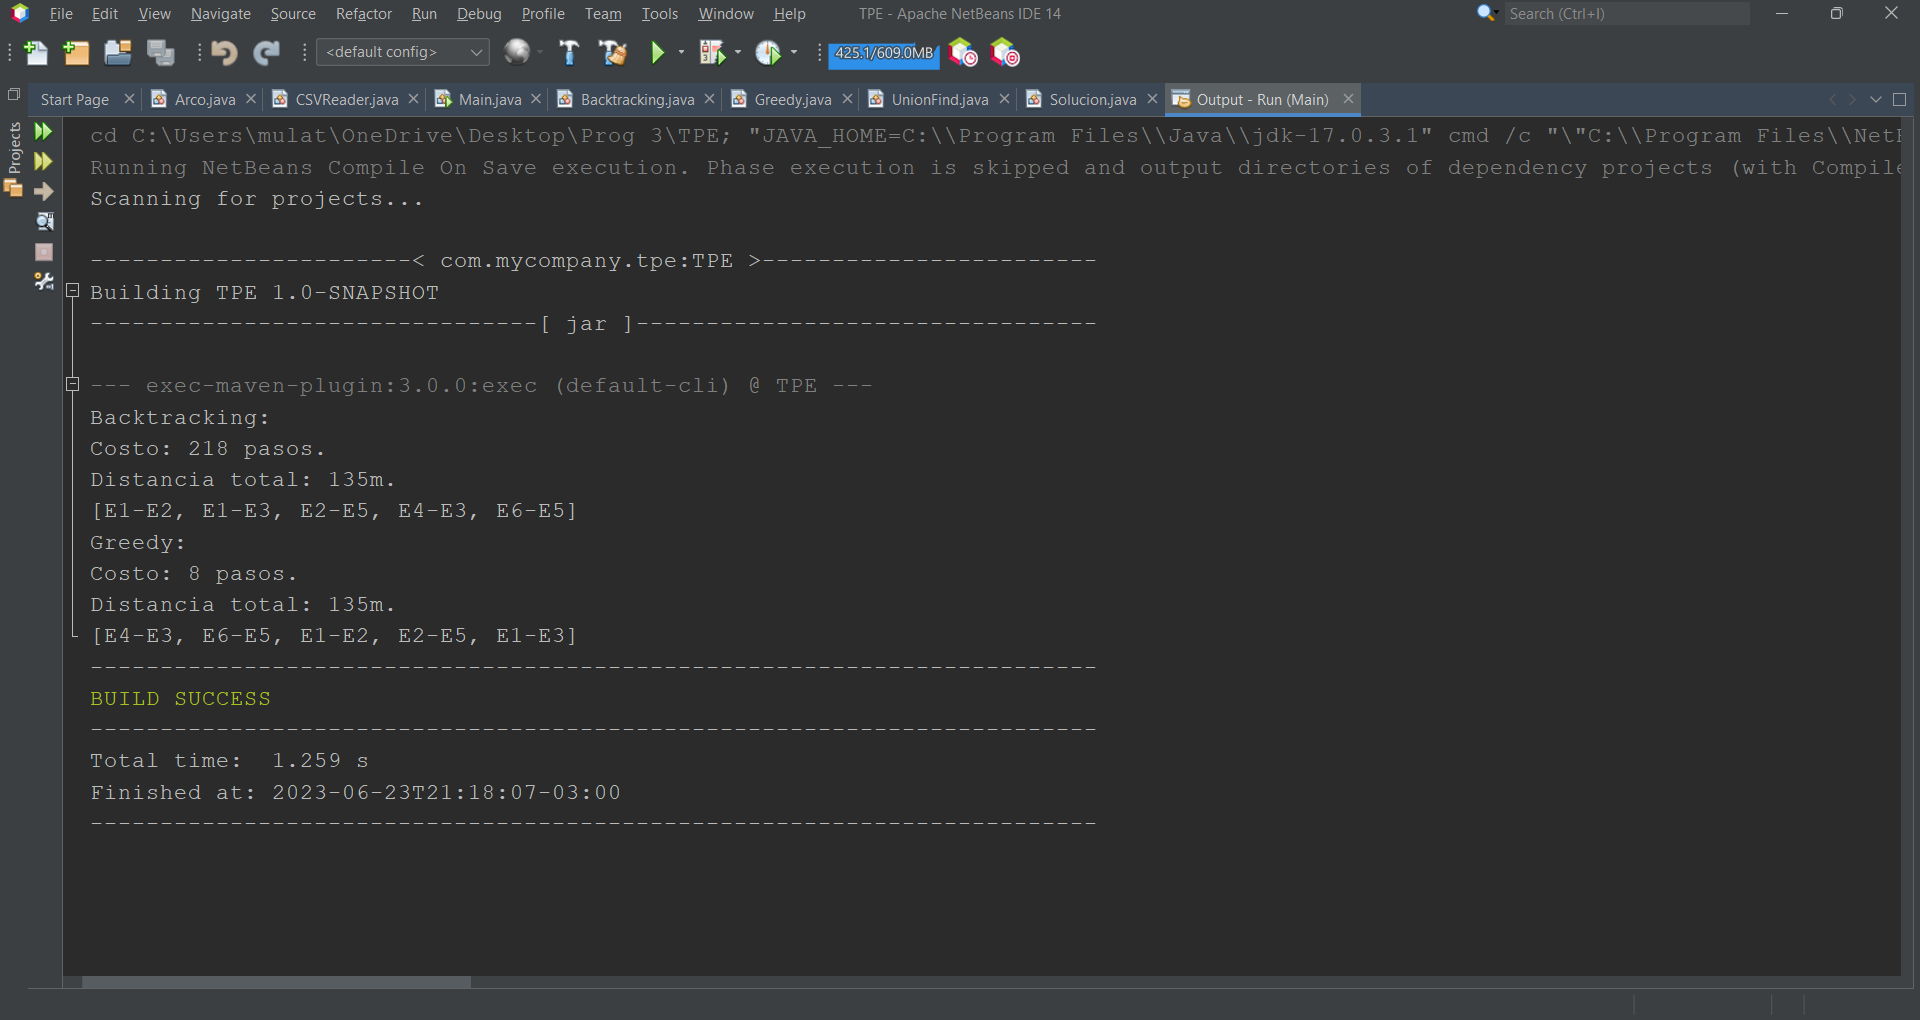 File Edit View Navigate Source Refactor Run Debug Profile Team Tools Window Help TPE - Apache NetBeans IDE 14 Search (Ctrl+I)
<default config> 425.1/609.0MB
Start Page Arco.java CSVReader.java Main.java Backtracking.java Greedy.java UnionFind.java Solucion.java Output - Run (Main)
Projects
cd C:\Users\mulat\OneDrive\Desktop\Prog 3\TPE; "JAVA_HOME=C:\\Program Files\\Java\\jdk-17.0.3.1" cmd /c "\"C:\\Program Files\\Net
Running NetBeans Compile On Save execution. Phase execution is skipped and output directories of dependency projects (with Compile
Scanning for projects...
-----------------------< com.mycompany.tpe:TPE >------------------------
Building TPE 1.0-SNAPSHOT
--------------------------------[ jar ]---------------------------------
--- exec-maven-plugin:3.0.0:exec (default-cli) @ TPE ---
Backtracking:
Costo: 218 pasos.
Distancia total: 135m.
[E1-E2, E1-E3, E2-E5, E4-E3, E6-E5]
Greedy:
Costo: 8 pasos.
Distancia total: 135m.
[E4-E3, E6-E5, E1-E2, E2-E5, E1-E3]
------------------------------------------------------------------------
BUILD SUCCESS
------------------------------------------------------------------------
Total time:  1.259 s
Finished at: 2023-06-23T21:18:07-03:00
------------------------------------------------------------------------